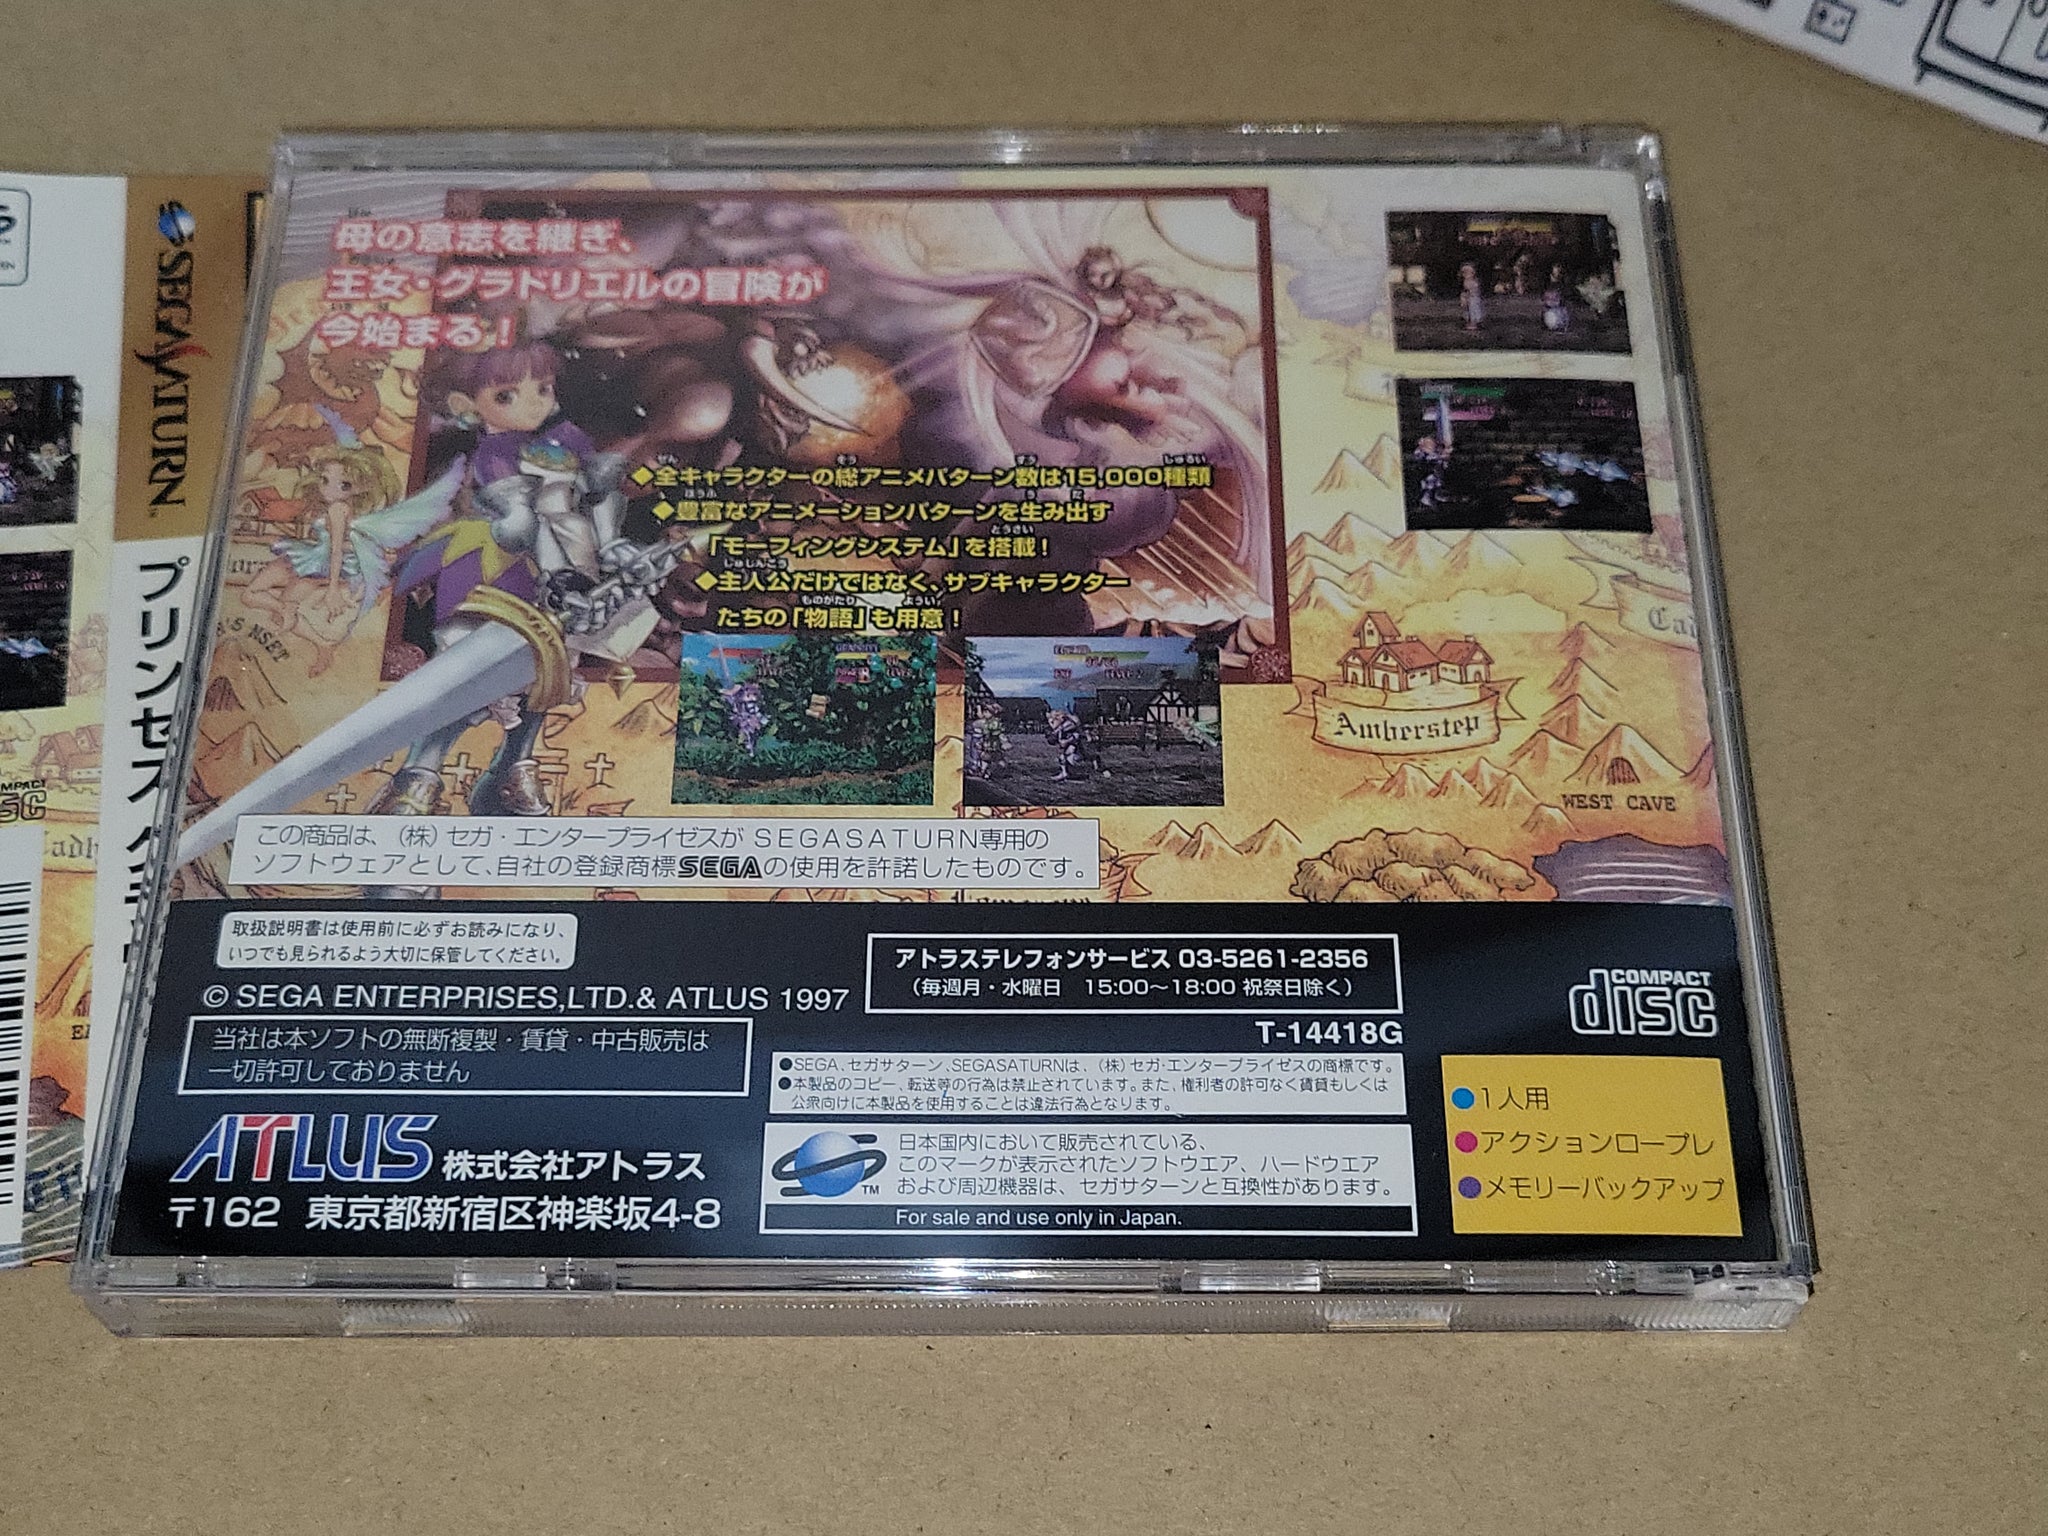 SEGA SATURN
プリンセス
母の意志を継ぎ、
王女・グラドリエルの冒険が
今始まる！
◆全キャラクターの総アニメパターン数は15,000種類
◆豊富なアニメーションパターンを生み出す
「モーフィングシステム」を搭載！
◆主人公だけではなく、サブキャラクター
たちの「物語」も用意！
Amberstep
WEST CAVE
この商品は、（株）セガ・エンタープライゼスが SEGASATURN専用の
ソフトウェアとして、自社の登録商標SEGAの使用を許諾したものです。
取扱説明書は使用前に必ずお読みになり、
いつでも見られるよう大切に保管してください。
© SEGA ENTERPRISES,LTD.& ATLUS 1997
アトラステレフォンサービス 03-5261-2356
（毎週月・水曜日 15:00～18:00 祝祭日除く）
T-14418G
COMPACT
disc
当社は本ソフトの無断複製・賃貸・中古販売は
一切許可しておりません
●SEGA、セガサターン、SEGASATURNは、（株）セガ・エンタープライゼスの商標です。
●本製品のコピー、転送等の行為は禁止されています。また、権利者の許可なく賃貸もしくは
公衆向けに本製品を使用することは違法行為となります。
ATLUS 株式会社アトラス
〒162 東京都新宿区神楽坂4-8
TM
日本国内において販売されている、
このマークが表示されたソフトウエア、ハードウエア
および周辺機器は、セガサターンと互換性があります。
For sale and use only in Japan.
●1人用
●アクションロープレ
●メモリーバックアップ